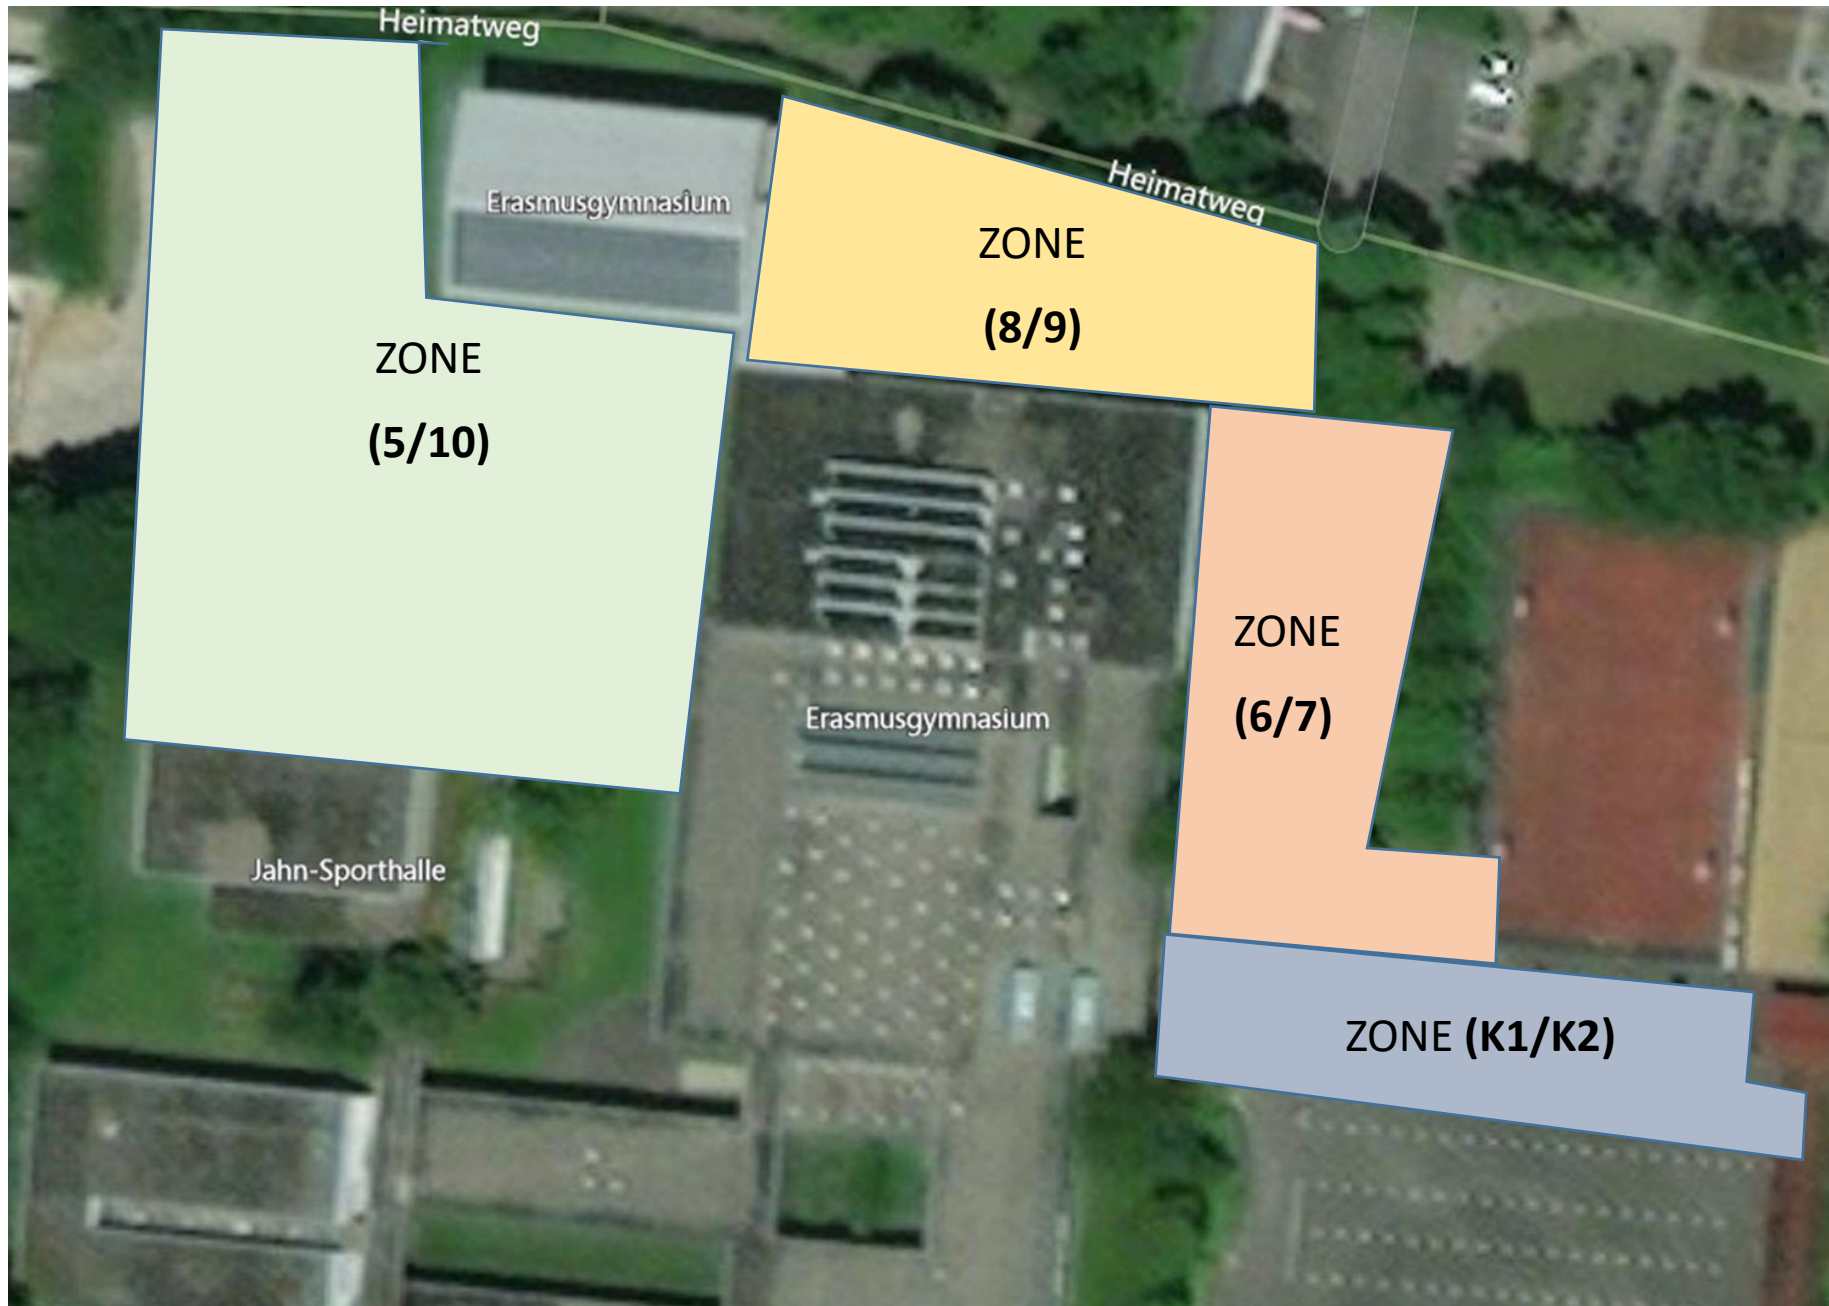 Heimatweg
Heimatweg
Erasmusgymnasium
ZONE
(8/9)
ZONE
(5/10)
ZONE
(6/7)
Erasmusgymnasium
Jahn-Sporthalle
ZONE (K1/K2)